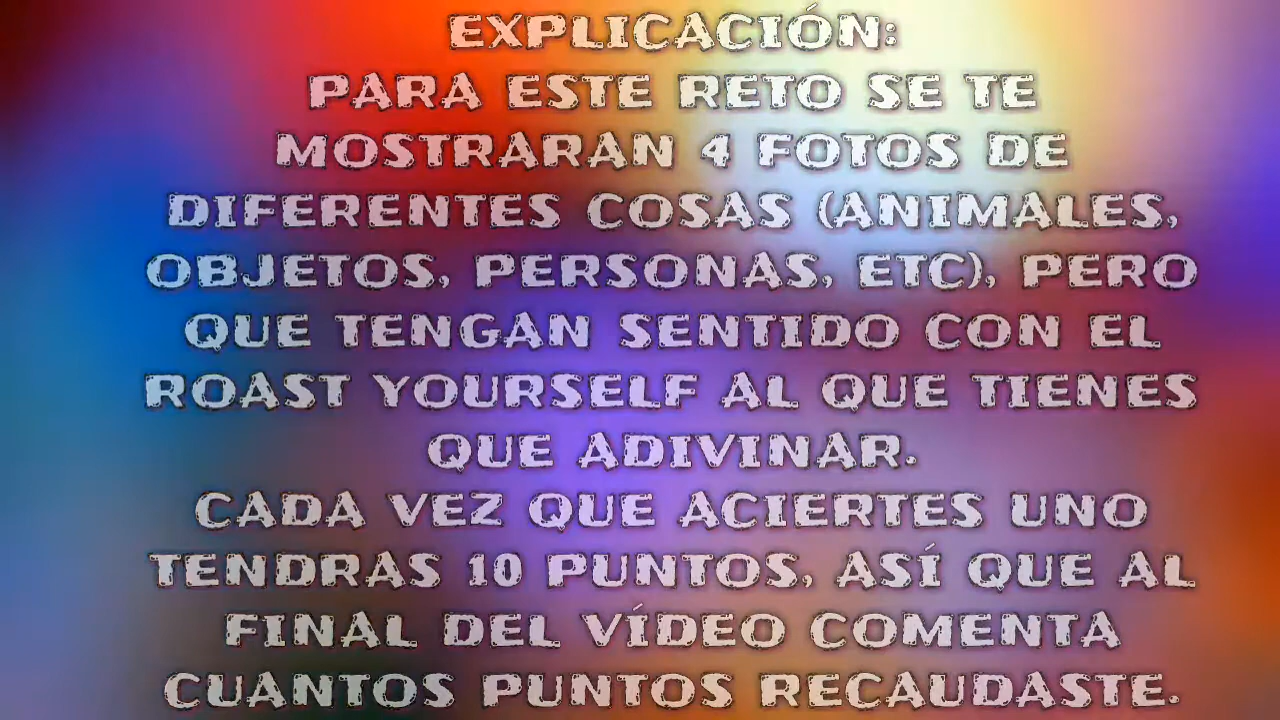 EXPLICACIÓN:
PARA ESTE RETO SE TE
MOSTRARAN 4 FOTOS DE
DIFERENTES COSAS (ANIMALES,
OBJETOS, PERSONAS, ETC), PERO
QUE TENGAN SENTIDO CON EL
ROAST YOURSELF AL QUE TIENES
QUE ADIVINAR.
CADA VEZ QUE ACIERTES UNO
TENDRAS 10 PUNTOS, ASÍ QUE AL
FINAL DEL VÍDEO COMENTA
CUANTOS PUNTOS RECAUDASTE.